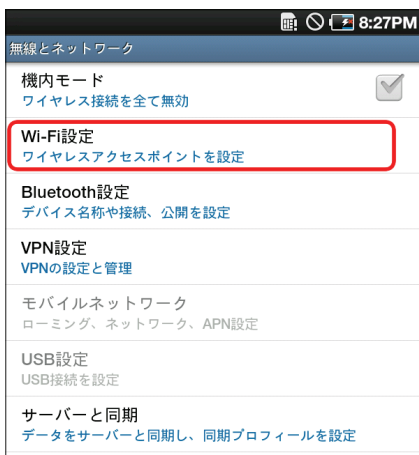 8:27PM
無線とネットワーク
機内モード
ワイヤレス接続を全て無効
Wi-Fi設定
ワイヤレスアクセスポイントを設定
Bluetooth設定
デバイス名称や接続、公開を設定
VPN設定
VPNの設定と管理
モバイルネットワーク
ローミング、ネットワーク、APN設定
USB設定
USB接続を設定
サーバーと同期
データをサーバーと同期し、同期プロフィールを設定